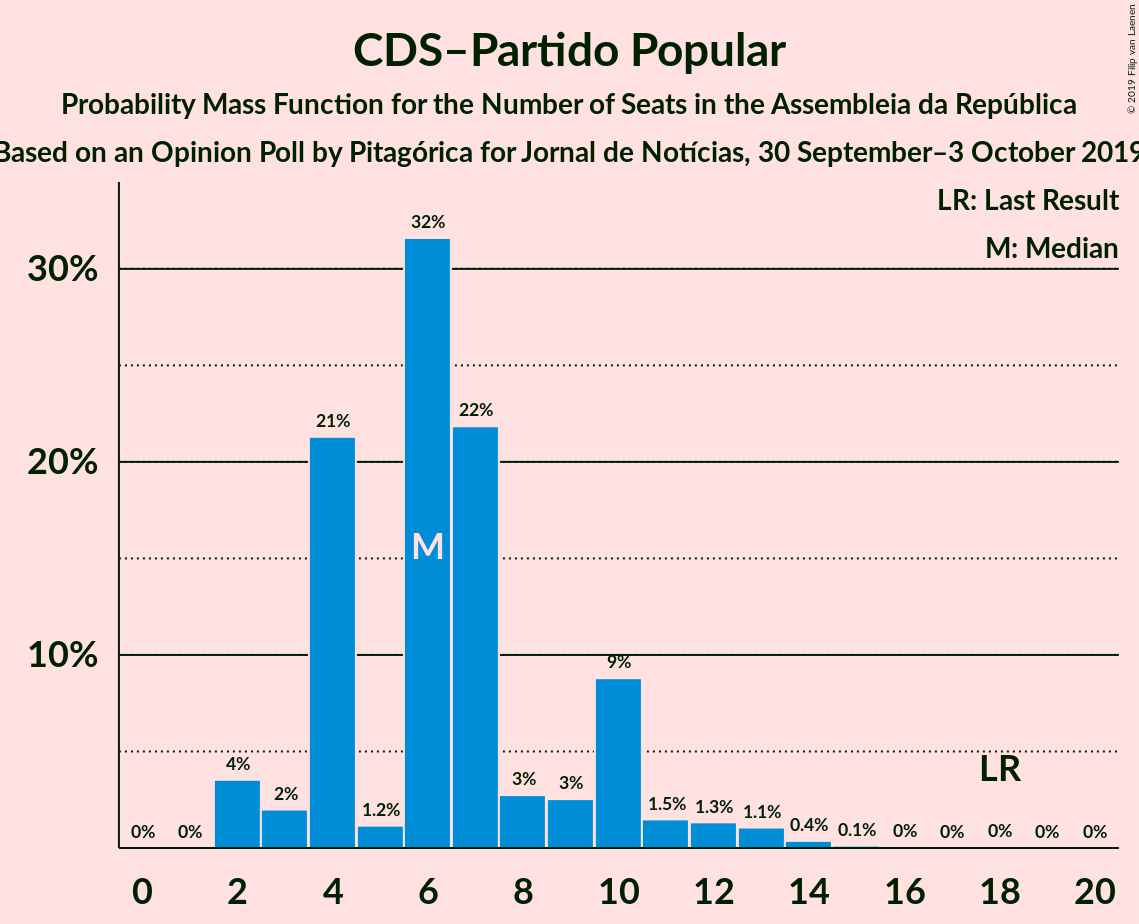 CDS–Partido Popular
Probability Mass Function for the Number of Seats in the Assembleia da República
Based on an Opinion Poll by Pitagórica for Jornal de Notícias, 30 September–3 October 2019
© 2019 Filip van Laenen
LR: Last Result
M: Median
30%
20%
10%
0% 0% 4% 2% 21% 1.2% 32% 22% 3% 3% 9% 1.5% 1.3% 1.1% 0.4% 0.1% 0% 0% 0% 0% 0%
M
LR
0 2 4 6 8 10 12 14 16 18 20